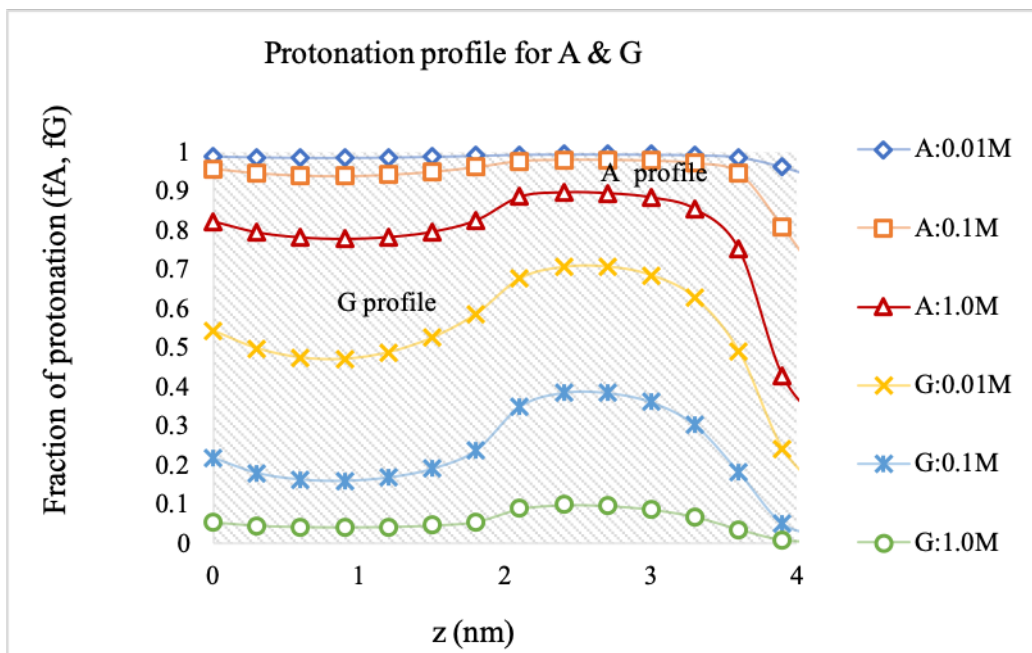 Protonation profile for A & G
Fraction of protonation (fA, fG)
1
0.9
0.8
0.7
0.6
0.5
0.4
0.3
0.2
0.1
0
A profile
G profile
0 1 2 3 4
z (nm)
A:0.01M
A:0.1M
A:1.0M
G:0.01M
G:0.1M
G:1.0M